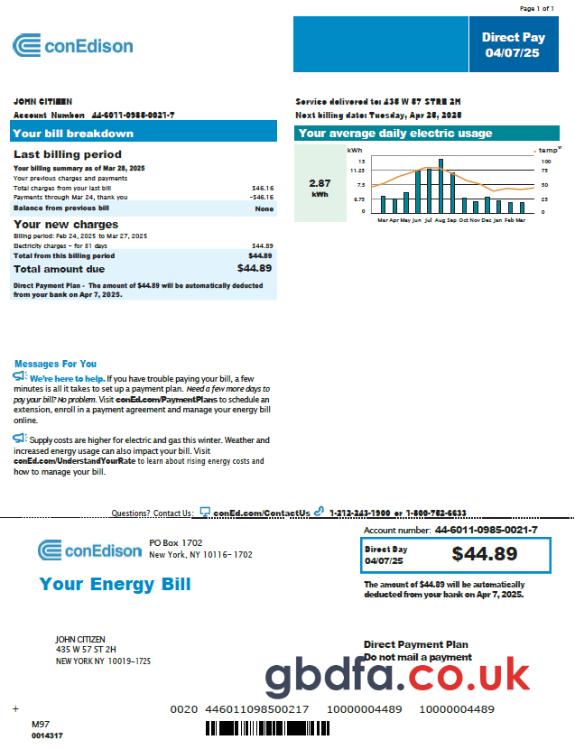 Page 1 of 1
conEdison
Direct Pay
04/07/25
JOHN CITIZEN
Account Number: 44-6011-0985-0021-7
Service delivered to: 435 W 57 STRE 2H
Next billing date: Tuesday, Apr 28, 2025
Your bill breakdown
Last billing period
Your billing summary as of Mar 28, 2025
Your previous charges and payments
Total charges from your last bill $46.16
Payments through Mar 24, thank you -$46.16
Balance from previous bill None
Your new charges
Billing period: Feb 24, 2025 to Mar 27, 2025
Electricity charges - for 31 days $44.89
Total from this billing period $44.89
Total amount due $44.89
Direct Payment Plan - The amount of $44.89 will be automatically deducted
from your bank on Apr 7, 2025.
Your average daily electric usage
2.87
kWh
kWh
temp°
15
11.25
7.5
3.75
0
100
75
50
25
0
Mar Apr May Jun Jul Aug Sep Oct Nov Dec Jan Feb Mar
Messages For You
We're here to help. If you have trouble paying your bill, a few
minutes is all it takes to set up a payment plan. Need a few more days to
pay your bill? No problem. Visit conEd.com/PaymentPlans to schedule an
extension, enroll in a payment agreement and manage your energy bill
online.
Supply costs are higher for electric and gas this winter. Weather and
increased energy usage can also impact your bill. Visit
conEd.com/UnderstandYourRate to learn about rising energy costs and
how to manage your bill.
Questions? Contact Us: conEd.com/ContactUs 1-212-243-1900 or 1-800-752-6633
Account number: 44-6011-0985-0021-7
conEdison
PO Box 1702
New York, NY 10116-1702
Direct Day
04/07/25
$44.89
Your Energy Bill
The amount of $44.89 will be automatically
deducted from your bank on Apr 7, 2025.
JOHN CITIZEN
435 W 57 ST 2H
NEW YORK NY 10019-1725
Direct Payment Plan
Do not mail a payment
gbdfa.co.uk
+
0020 446011098500217 10000004489 10000004489
M97
0014317